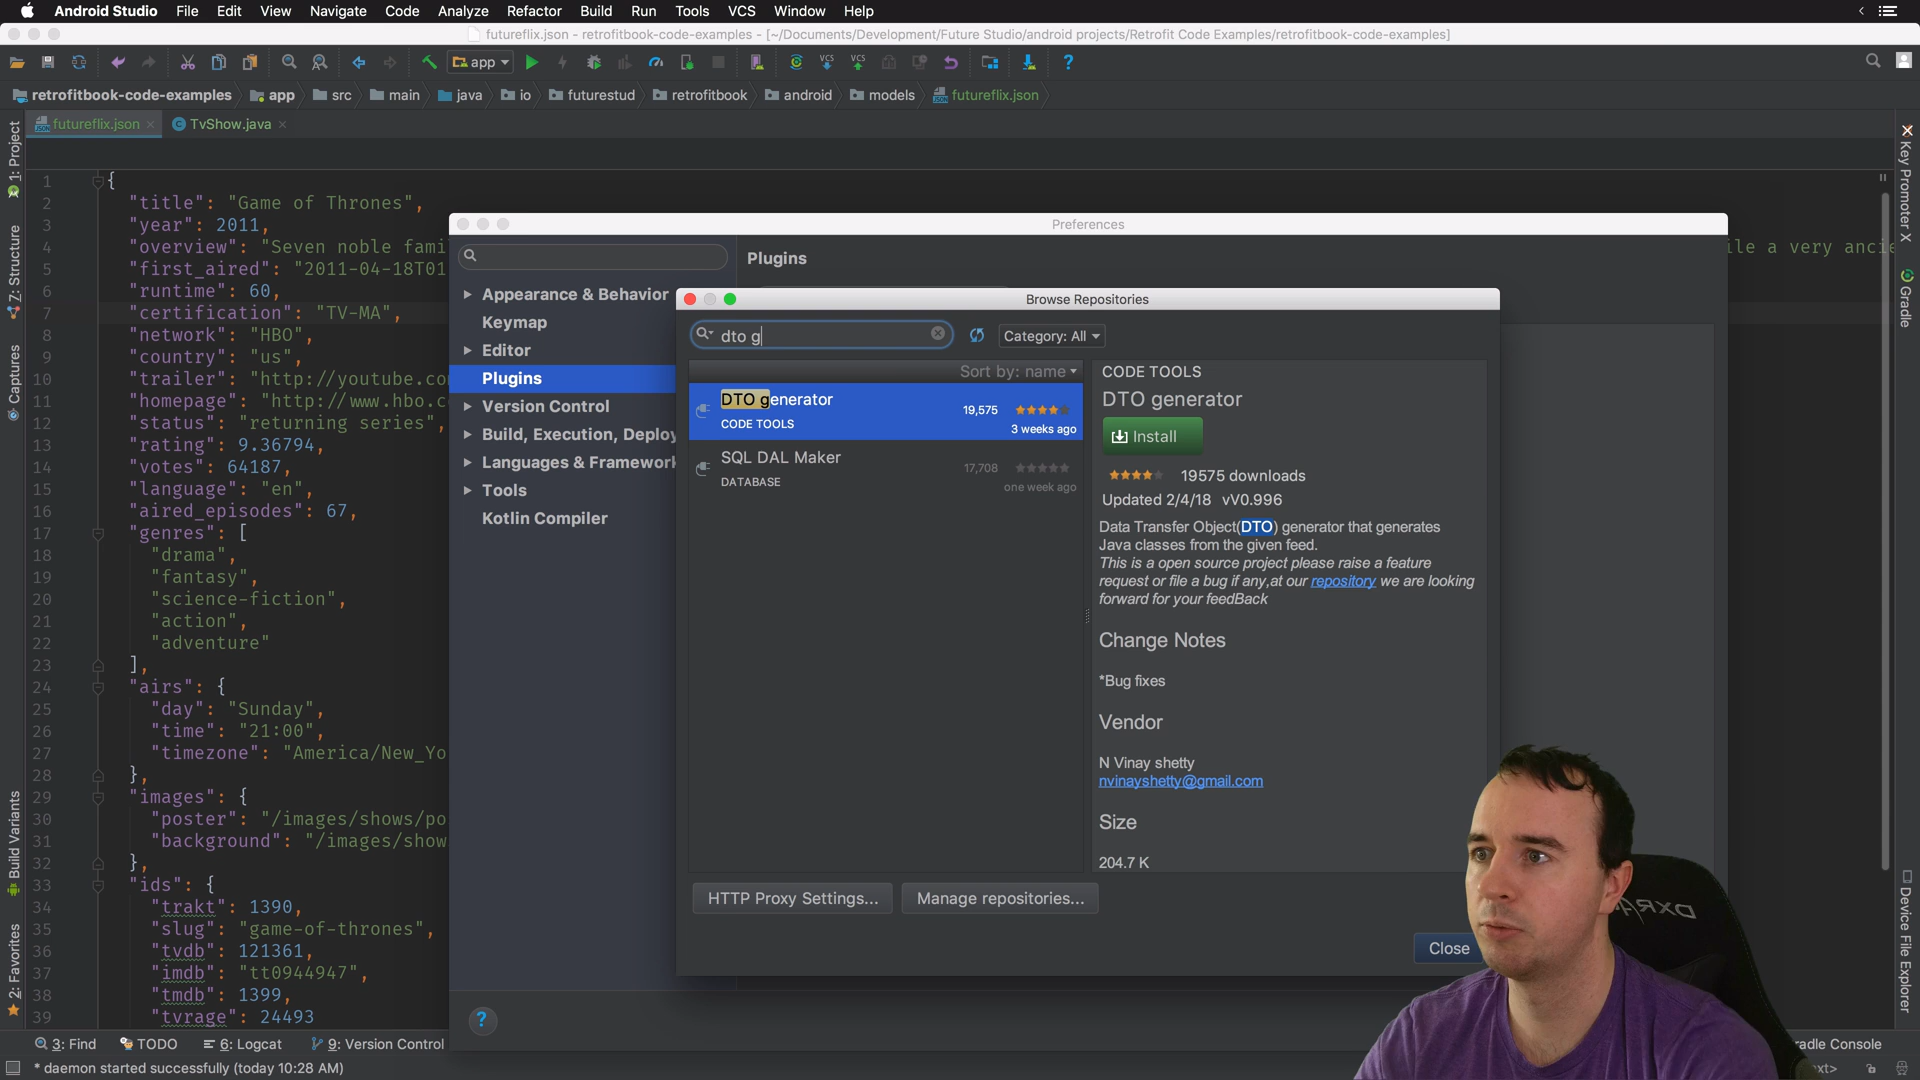 Android Studio File Edit View Navigate Code Analyze Refactor Build Run Tools VCS Window Help
futureflix.json - retrofitbook-code-examples - [~/Documents/Development/Future Studio/android projects/Retrofit Code Examples/retrofitbook-code-examples]
app VCS VCS ?
retrofitbook-code-examples app src main java io futurestud retrofitbook android models futureflix.json
futureflix.json TvShow.java
1: Project
Z: Structure
Captures
Build Variants
2: Favorites
1 {
2 "title": "Game of Thrones",
3 "year": 2011,
4 "overview": "Seven noble fami
ile a very ancie
5 "first_aired": "2011-04-18T01
6 "runtime": 60,
7 "certification": "TV-MA",
8 "network": "HBO",
9 "country": "us",
10 "trailer": "http://youtube.co
11 "homepage": "http://www.hbo.c
12 "status": "returning series",
13 "rating": 9.36794,
14 "votes": 64187,
15 "language": "en",
16 "aired_episodes": 67,
17 "genres": [
18 "drama",
19 "fantasy",
20 "science-fiction",
21 "action",
22 "adventure"
23 ],
24 "airs": {
25 "day": "Sunday",
26 "time": "21:00",
27 "timezone": "America/New_Yo
28 },
29 "images": {
30 "poster": "/images/shows/po
31 "background": "/images/show
32 },
33 "ids": {
34 "trakt": 1390,
35 "slug": "game-of-thrones",
36 "tvdb": 121361,
37 "imdb": "tt0944947",
38 "tmdb": 1399,
39 "tvrage": 24493
Preferences
Appearance & Behavior
Keymap
Editor
Plugins
Version Control
Build, Execution, Deploy
Languages & Framework
Tools
Kotlin Compiler
?
Plugins
Browse Repositories
dto g
Category: All
Sort by: name
DTO generator
19,575
CODE TOOLS
3 weeks ago
SQL DAL Maker
17,708
DATABASE
one week ago
HTTP Proxy Settings...
Manage repositories...
CODE TOOLS
DTO generator
Install
19575 downloads
Updated 2/4/18 vV0.996
Data Transfer Object(DTO) generator that generates
Java classes from the given feed.
This is a open source project please raise a feature
request or file a bug if any,at our repository we are looking
forward for your feedBack
Change Notes
*Bug fixes
Vendor
N Vinay shetty
nvinayshetty@gmail.com
Size
204.7 K
Close
Key Promoter X
Gradle
Device File Explorer
3: Find TODO 6: Logcat 9: Version Control
radle Console
* daemon started successfully (today 10:28 AM)